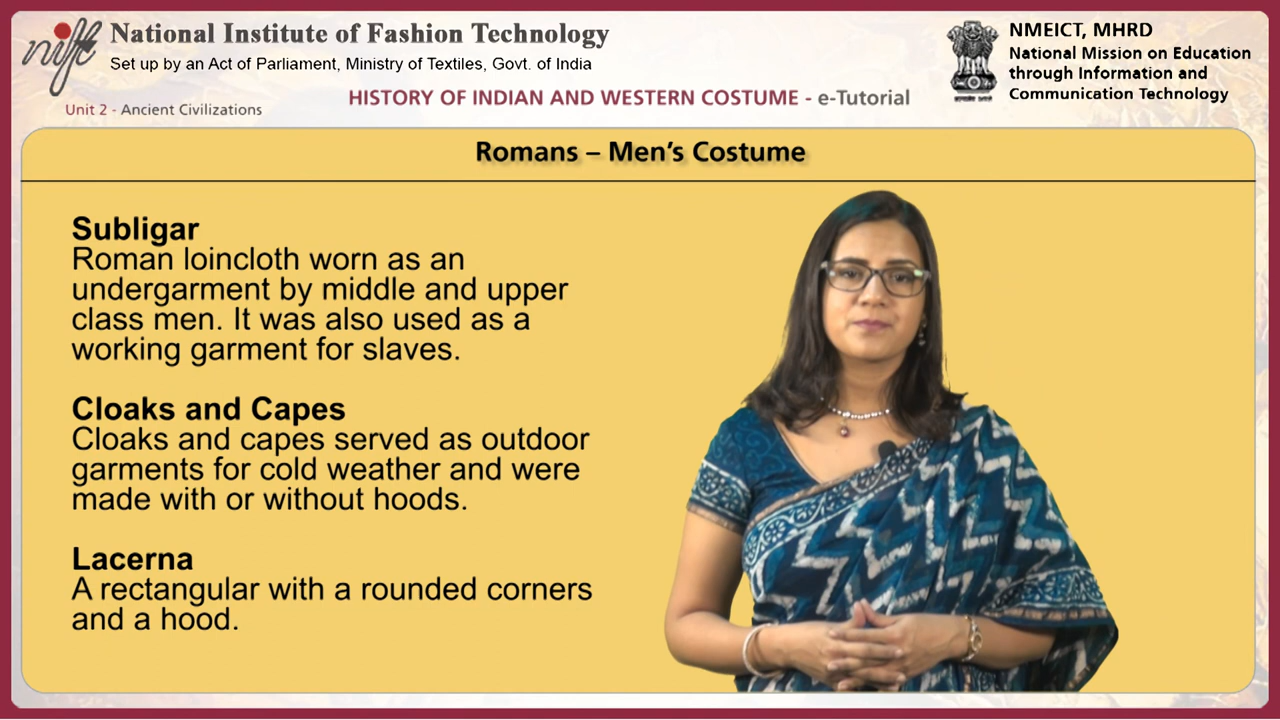 nift
National Institute of Fashion Technology
Set up by an Act of Parliament, Ministry of Textiles, Govt. of India
NMEICT, MHRD
National Mission on Education
through Information and
Communication Technology
Unit 2 - Ancient Civilizations
HISTORY OF INDIAN AND WESTERN COSTUME - e-Tutorial
Romans – Men's Costume
Subligar
Roman loincloth worn as an
undergarment by middle and upper
class men. It was also used as a
working garment for slaves.
Cloaks and Capes
Cloaks and capes served as outdoor
garments for cold weather and were
made with or without hoods.
Lacerna
A rectangular with a rounded corners
and a hood.